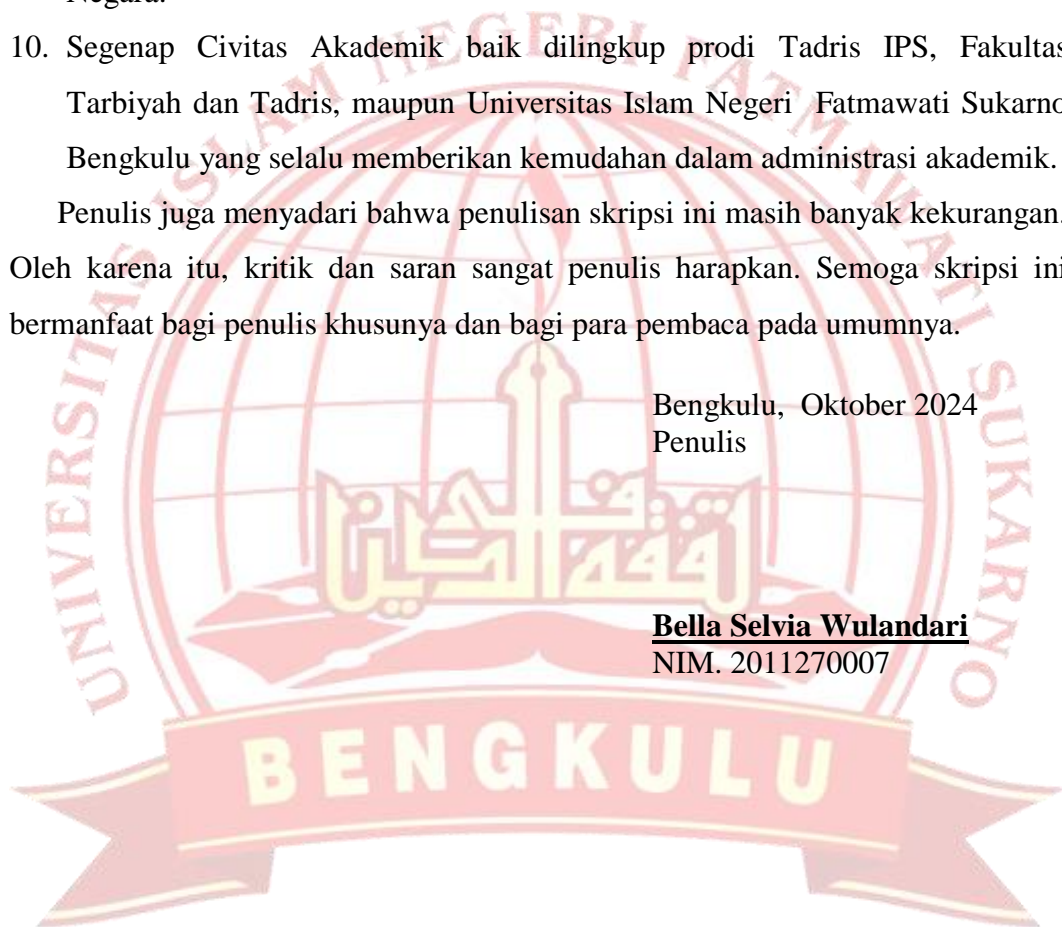 Negara.
10. Segenap Civitas Akademik baik dilingkup prodi Tadris IPS, Fakultas
Tarbiyah dan Tadris, maupun Universitas Islam Negeri Fatmawati Sukarno
Bengkulu yang selalu memberikan kemudahan dalam administrasi akademik.
Penulis juga menyadari bahwa penulisan skripsi ini masih banyak kekurangan.
Oleh karena itu, kritik dan saran sangat penulis harapkan. Semoga skripsi ini
bermanfaat bagi penulis khusunya dan bagi para pembaca pada umumnya.
Bengkulu, Oktober 2024
Penulis
Bella Selvia Wulandari
NIM. 2011270007
UNIVERSITAS ISLAM NEGERI FATMAWATI SUKARNO
BENGKULU